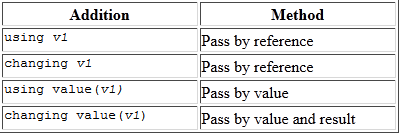 Addition Method
using v1 Pass by reference
changing v1 Pass by reference
using value(v1) Pass by value
changing value(v1) Pass by value and result